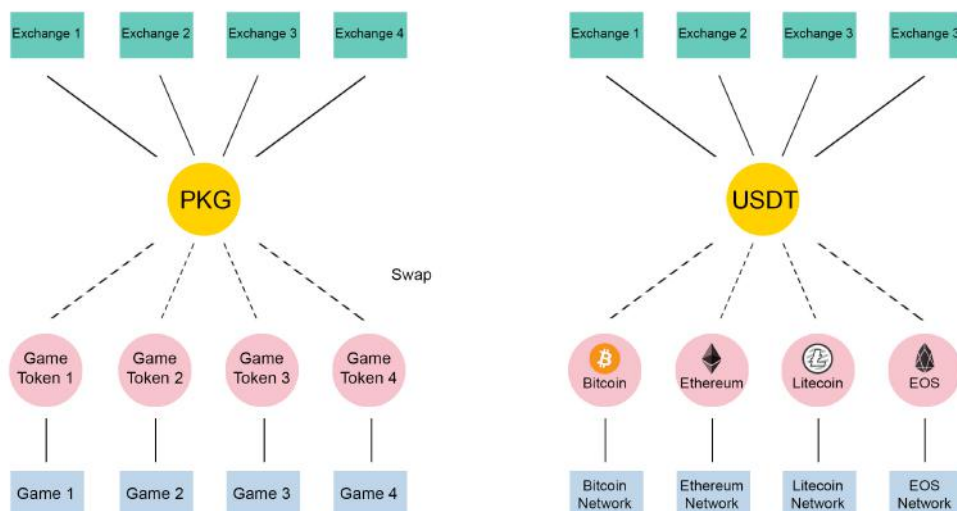 Exchange 1
Exchange 2
Exchange 3
Exchange 4
PKG
Swap
Game
Token 1
Game
Token 2
Game
Token 3
Game
Token 4
Game 1
Game 2
Game 3
Game 4
Exchange 1
Exchange 2
Exchange 3
Exchange 3
USDT
Bitcoin
Ethereum
Litecoin
EOS
Bitcoin
Network
Ethereum
Network
Litecoin
Network
EOS
Network